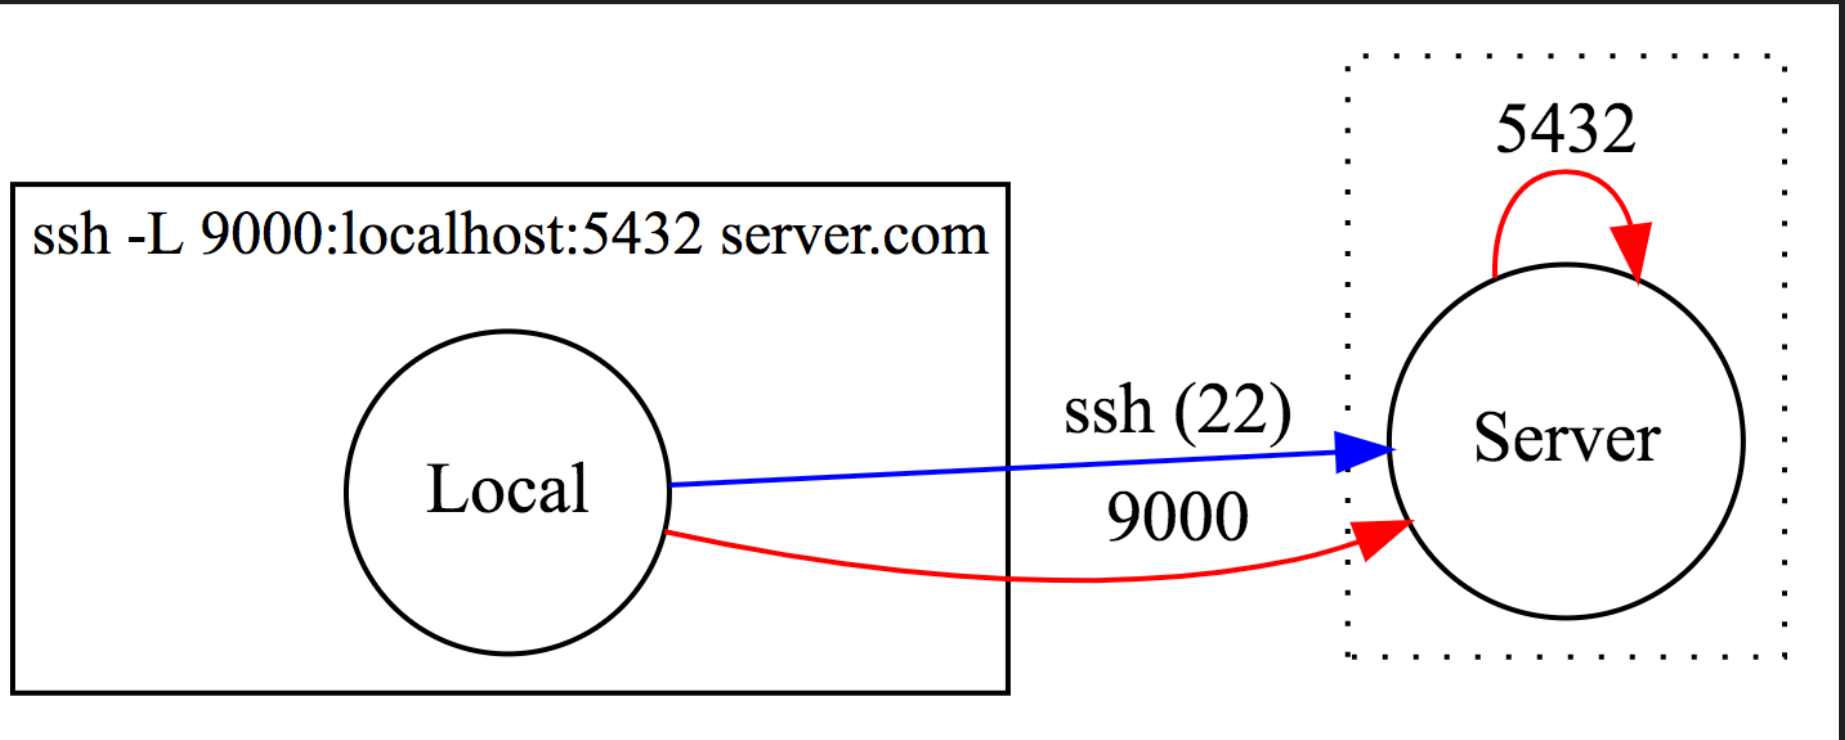 5432
ssh -L 9000:localhost:5432 server.com
ssh (22)
Server
Local
9000